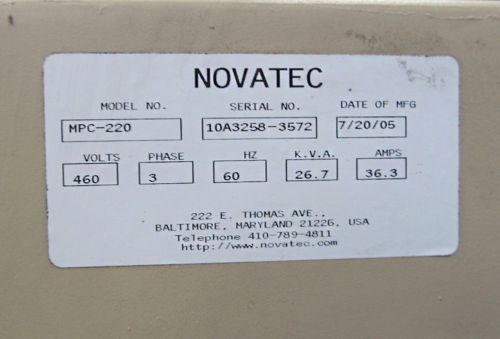 NOVATEC
MODEL NO. SERIAL NO. DATE OF MFG
MPC-220 10A3258-3572 7/20/05
VOLTS PHASE HZ K.V.A. AMPS
460 3 60 26.7 36.3
222 E. THOMAS AVE.,
BALTIMORE, MARYLAND 21226, USA
Telephone 410-789-4811
http://www.novatec.com